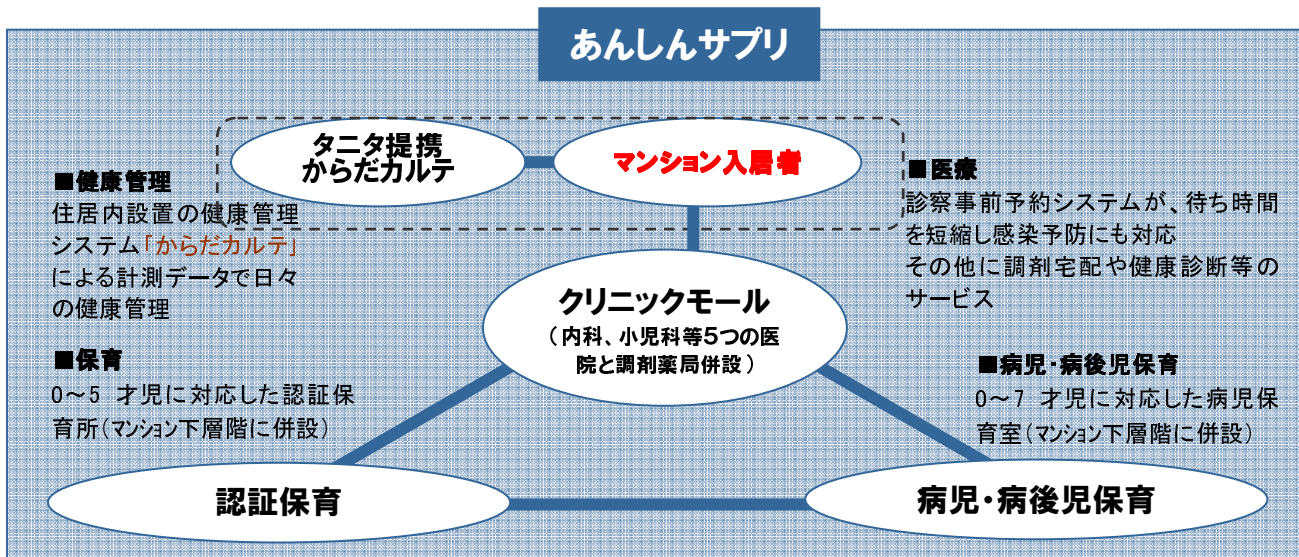 あんしんサプリ
タニタ提携
からだカルテ
マンション入居者
■健康管理
住居内設置の健康管理
システム「からだカルテ」
による計測データで日々
の健康管理
■医療
診察事前予約システムが、待ち時間
を短縮し感染予防にも対応
その他に調剤宅配や健康診断等の
サービス
クリニックモール
（内科、小児科等５つの医
院と調剤薬局併設）
■保育
0～5 才児に対応した認証保
育所（マンション下層階に併設）
■病児・病後児保育
0～7 才児に対応した病児保
育室（マンション下層階に併設）
認証保育
病児・病後児保育